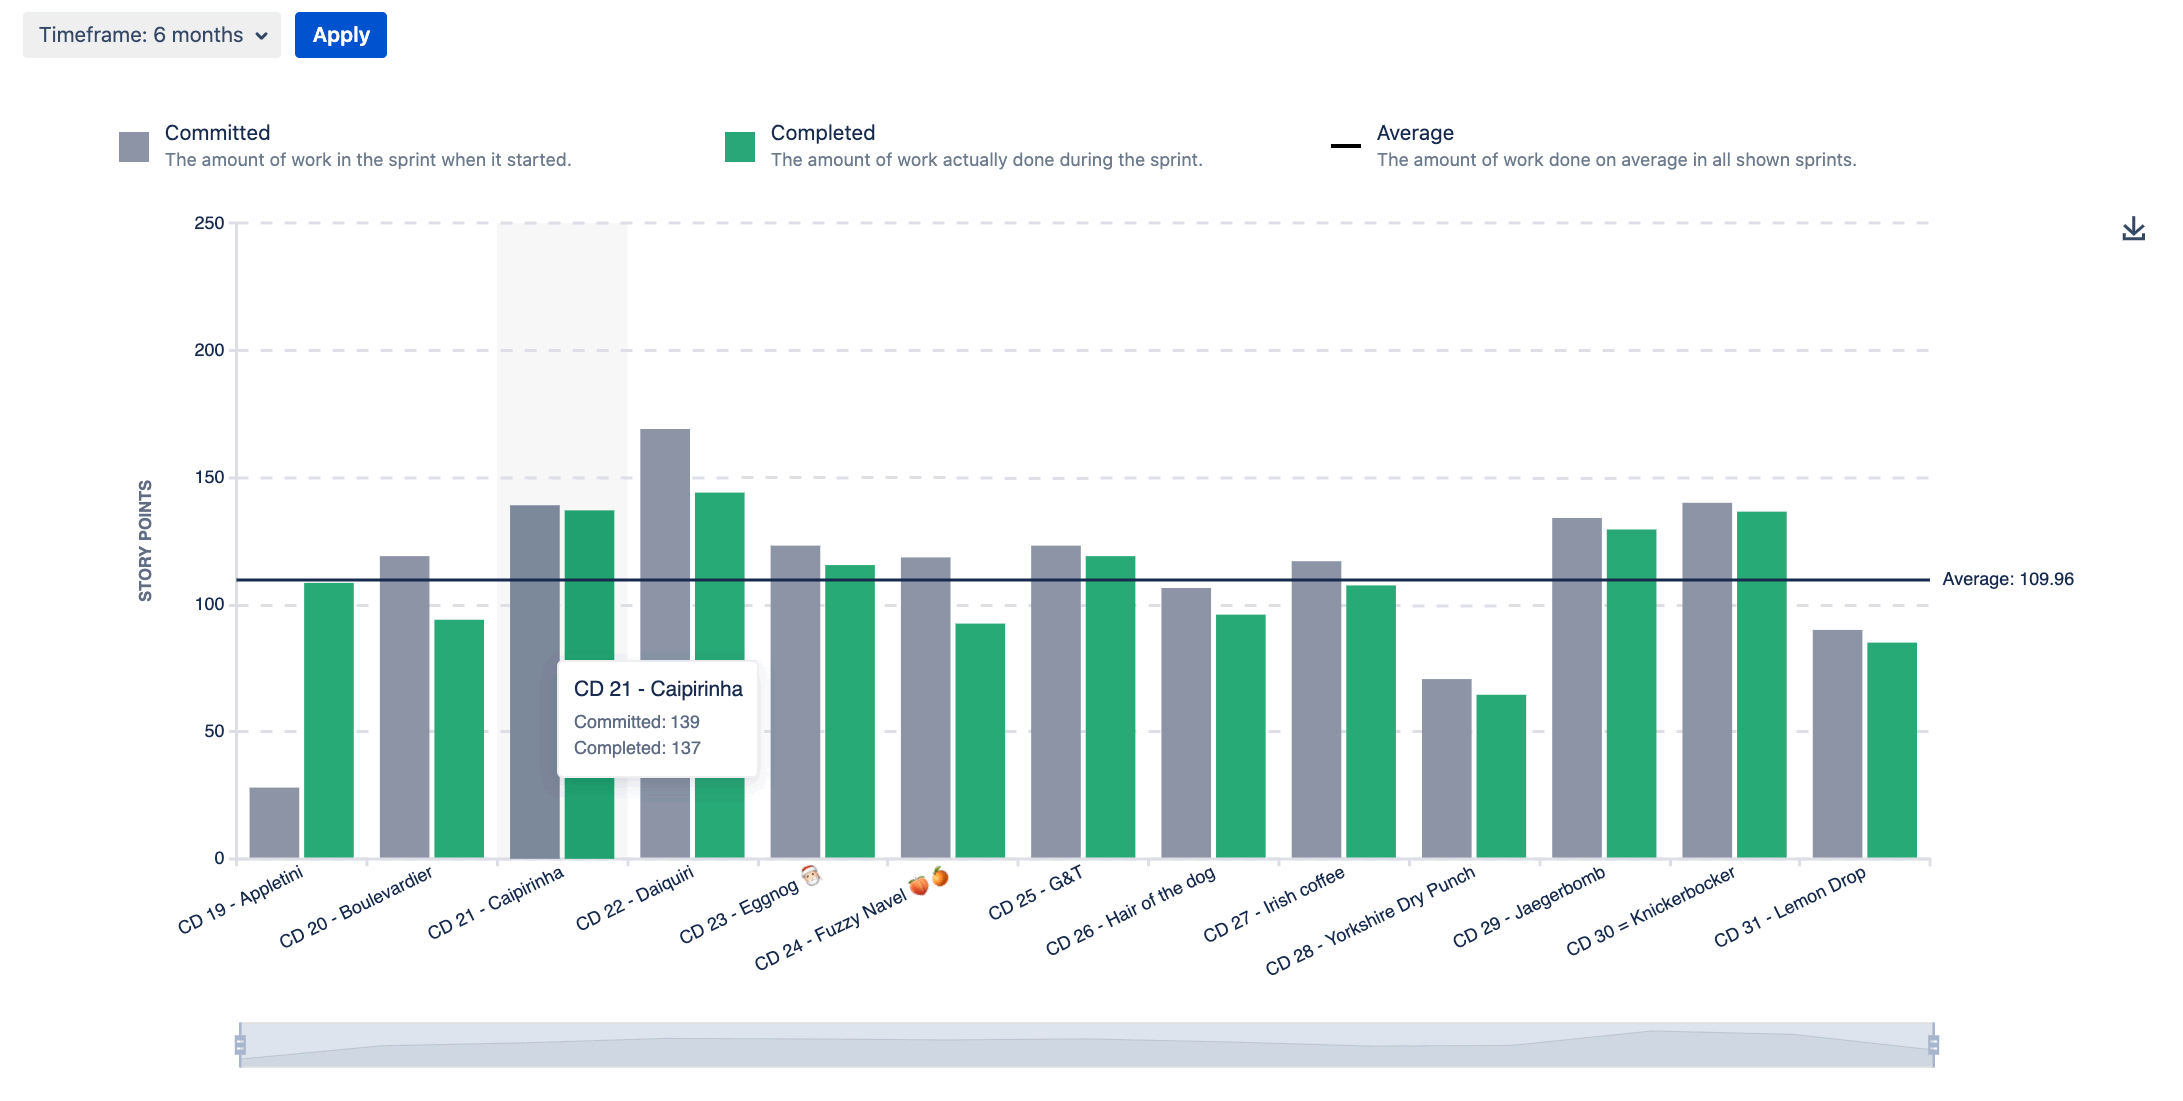 Timeframe: 6 months
Apply
Committed
The amount of work in the sprint when it started.
Completed
The amount of work actually done during the sprint.
Average
The amount of work done on average in all shown sprints.
250
200
150
100
50
0
STORY POINTS
Average: 109.96
CD 21 - Caipirinha
Committed: 139
Completed: 137
CD 19 - Appletini
CD 20 - Boulevardier
CD 21 - Caipirinha
CD 22 - Daiquiri
CD 23 - Eggnog 🎅🏻
CD 24 - Fuzzy Navel 🍑🍊
CD 25 - G&T
CD 26 - Hair of the dog
CD 27 - Irish coffee
CD 28 - Yorkshire Dry Punch
CD 29 - Jaegerbomb
CD 30 = Knickerbocker
CD 31 - Lemon Drop